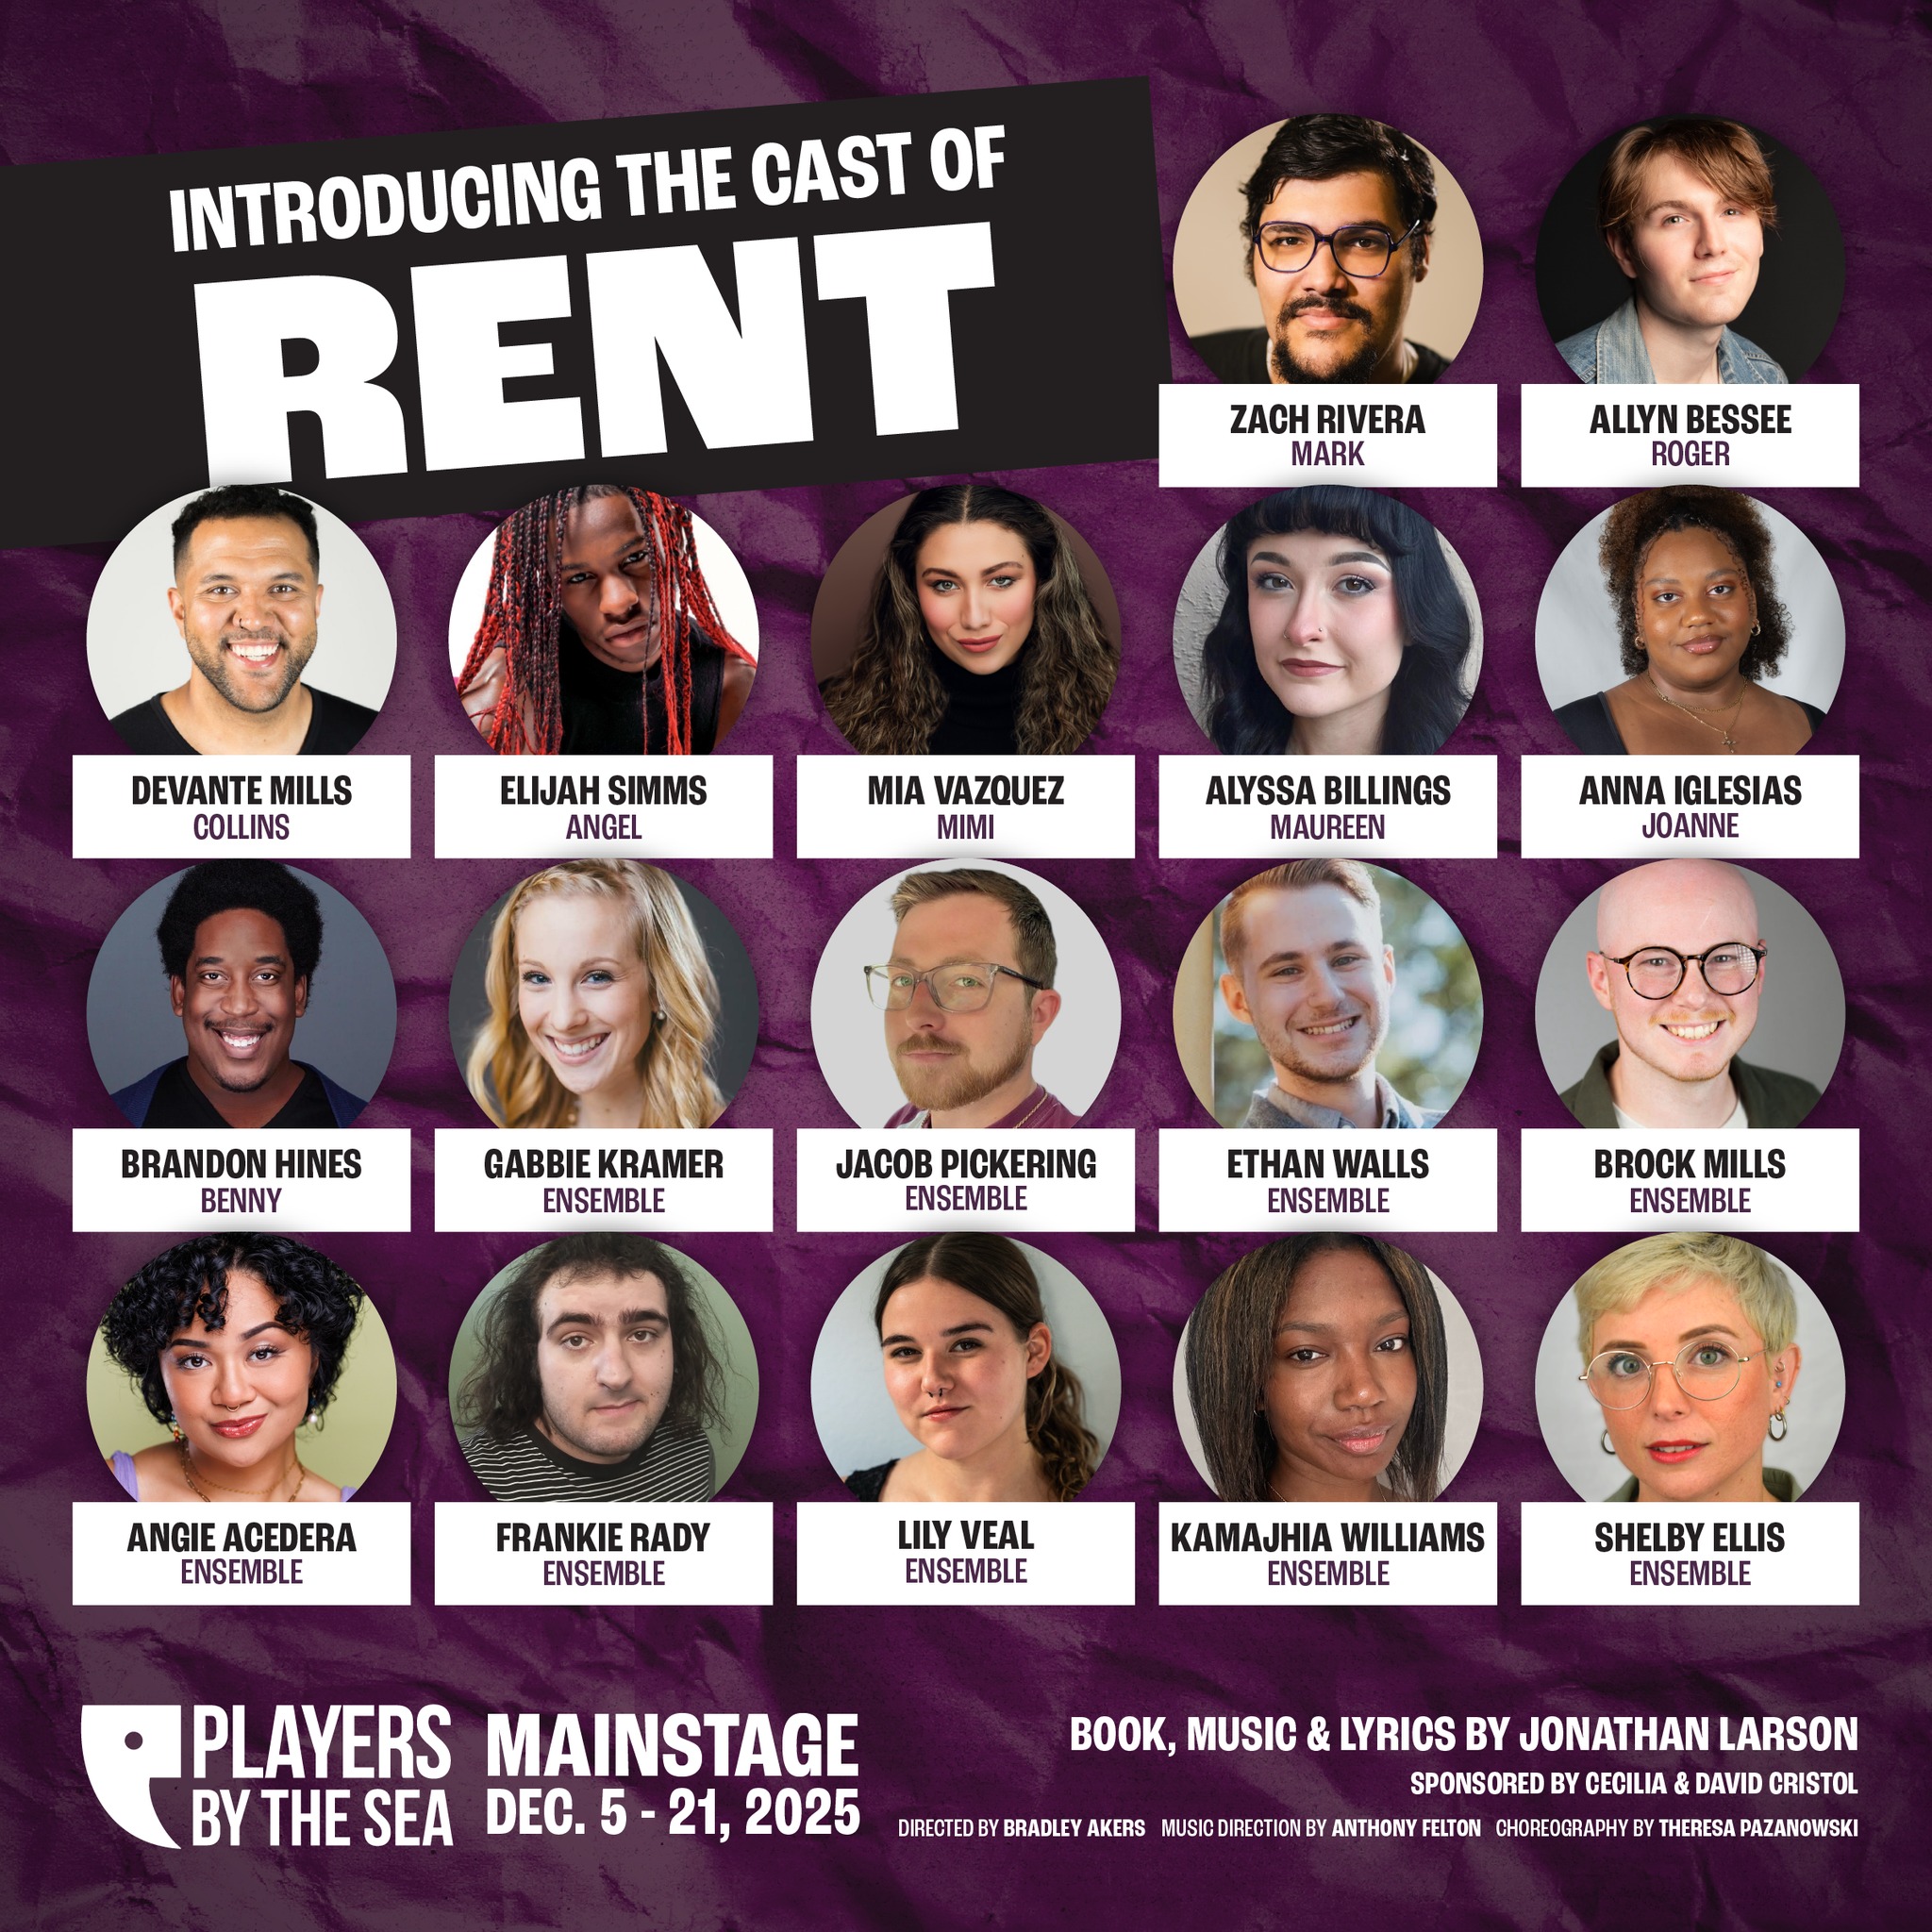 INTRODUCING THE CAST OF
RENT
ZACH RIVERA
MARK
ALLYN BESSEE
ROGER
DEVANTE MILLS
COLLINS
ELIJAH SIMMS
ANGEL
MIA VAZQUEZ
MIMI
ALYSSA BILLINGS
MAUREEN
ANNA IGLESIAS
JOANNE
BRANDON HINES
BENNY
GABBIE KRAMER
ENSEMBLE
JACOB PICKERING
ENSEMBLE
ETHAN WALLS
ENSEMBLE
BROCK MILLS
ENSEMBLE
ANGIE ACEDERA
ENSEMBLE
FRANKIE RADY
ENSEMBLE
LILY VEAL
ENSEMBLE
KAMAJHIA WILLIAMS
ENSEMBLE
SHELBY ELLIS
ENSEMBLE
PLAYERS
BY THE SEA
MAINSTAGE
DEC. 5 - 21, 2025
BOOK, MUSIC & LYRICS BY JONATHAN LARSON
SPONSORED BY CECILIA & DAVID CRISTOL
DIRECTED BY BRADLEY AKERS MUSIC DIRECTION BY ANTHONY FELTON CHOREOGRAPHY BY THERESA PAZANOWSKI